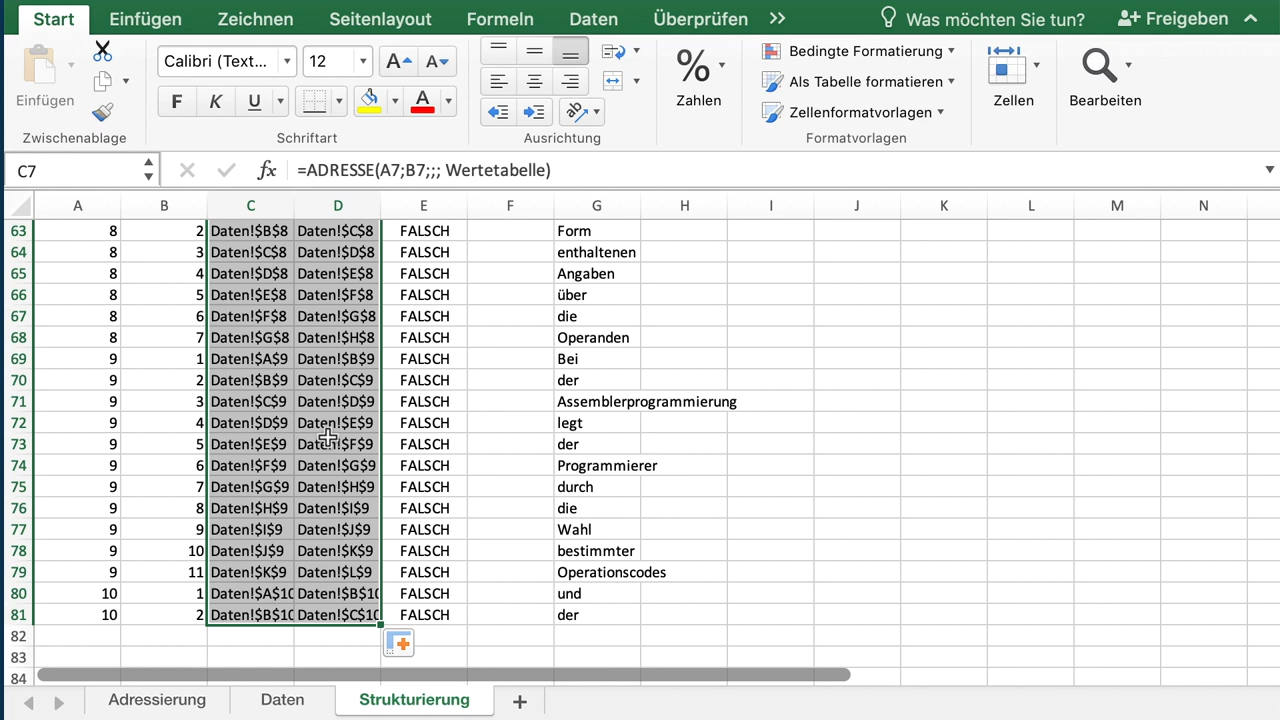 Start Einfügen Zeichnen Seitenlayout Formeln Daten Überprüfen >> Was möchten Sie tun? Freigeben
Einfügen
Zwischenablage
Calibri (Text... 12 A A
F K U A
Schriftart
Ausrichtung
%
Zahlen
Bedingte Formatierung
Als Tabelle formatieren
Zellenformatvorlagen
Formatvorlagen
Zellen
Bearbeiten
C7 fx =ADRESSE(A7;B7;;; Wertetabelle)
A B C D E F G H I J K L M N
63 8 2 Daten!$B$8 Daten!$C$8 FALSCH Form
64 8 3 Daten!$C$8 Daten!$D$8 FALSCH enthaltenen
65 8 4 Daten!$D$8 Daten!$E$8 FALSCH Angaben
66 8 5 Daten!$E$8 Daten!$F$8 FALSCH über
67 8 6 Daten!$F$8 Daten!$G$8 FALSCH die
68 8 7 Daten!$G$8 Daten!$H$8 FALSCH Operanden
69 9 1 Daten!$A$9 Daten!$B$9 FALSCH Bei
70 9 2 Daten!$B$9 Daten!$C$9 FALSCH der
71 9 3 Daten!$C$9 Daten!$D$9 FALSCH Assemblerprogrammierung
72 9 4 Daten!$D$9 Daten!$E$9 FALSCH legt
73 9 5 Daten!$E$9 Daten!$F$9 FALSCH der
74 9 6 Daten!$F$9 Daten!$G$9 FALSCH Programmierer
75 9 7 Daten!$G$9 Daten!$H$9 FALSCH durch
76 9 8 Daten!$H$9 Daten!$I$9 FALSCH die
77 9 9 Daten!$I$9 Daten!$J$9 FALSCH Wahl
78 9 10 Daten!$J$9 Daten!$K$9 FALSCH bestimmter
79 9 11 Daten!$K$9 Daten!$L$9 FALSCH Operationscodes
80 10 1 Daten!$A$10 Daten!$B$10 FALSCH und
81 10 2 Daten!$B$10 Daten!$C$10 FALSCH der
82
83
84
Adressierung Daten Strukturierung +